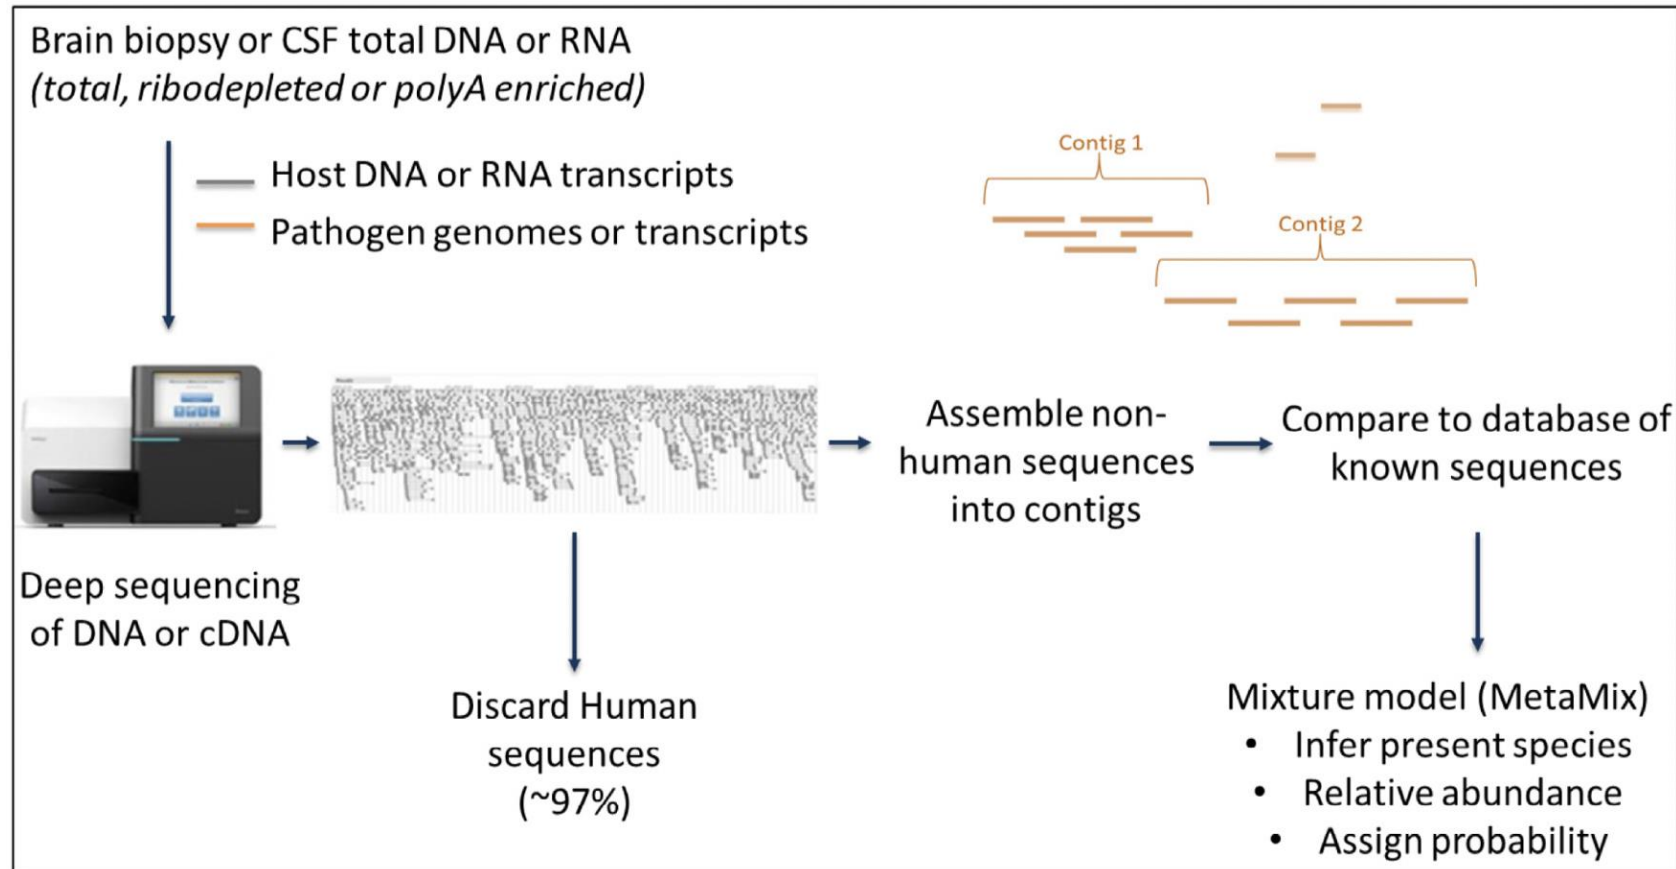 Brain biopsy or CSF total DNA or RNA
(total, ribodepleted or polyA enriched)
Host DNA or RNA transcripts
Pathogen genomes or transcripts
Contig 1
Contig 2
Deep sequencing
of DNA or cDNA
Discard Human
sequences
(~97%)
Assemble non-
human sequences
into contigs
Compare to database of
known sequences
Mixture model (MetaMix)
• Infer present species
• Relative abundance
• Assign probability